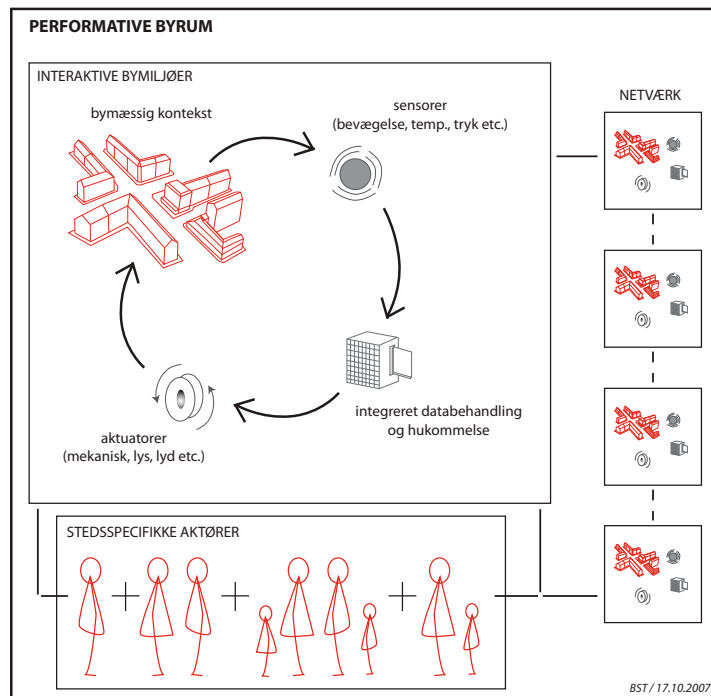 PERFORMATIVE BYRUM
INTERAKTIVE BYMILJØER
bymæssig kontekst
sensorer
(bevægelse, temp., tryk etc.)
NETVÆRK
integreret databehandling
og hukommelse
aktuatorer
(mekanisk, lys, lyd etc.)
STEDSSPECIFIKKE AKTØRER
BST / 17.10.2007